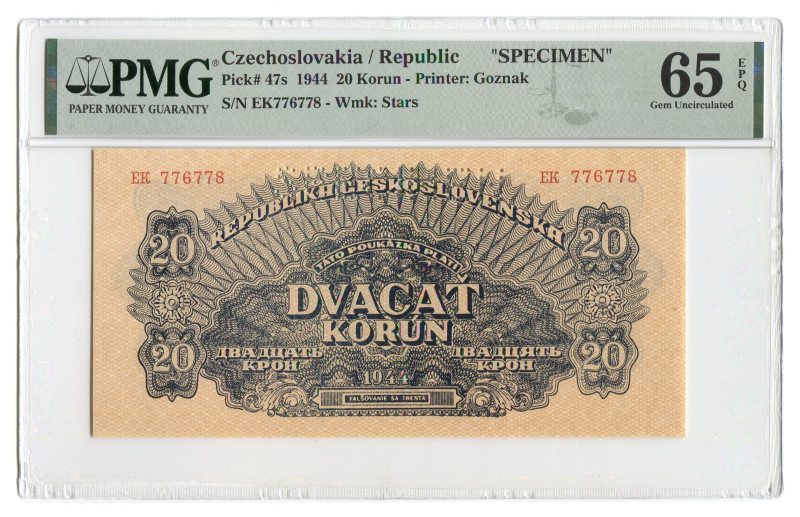 PMG®
PAPER MONEY GUARANTY
Czechoslovakia / Republic "SPECIMEN"
Pick# 47s 1944 20 Korun - Printer: Goznak
S/N EK776778 - Wmk: Stars
65 EPQ
Gem Uncirculated
EK 776778 EK 776778
REPUBLIKA ČESKOSLOVENSKÁ
20 20
TÁTO POUKÁZKA PLATÍ
DVACAŤ
KORÚN
20 20
ДВАДЦАТЬ КРОН
ДВАДЦЯТЬ КРОН
1944
FALŠOVANIE SA TRESTÁ